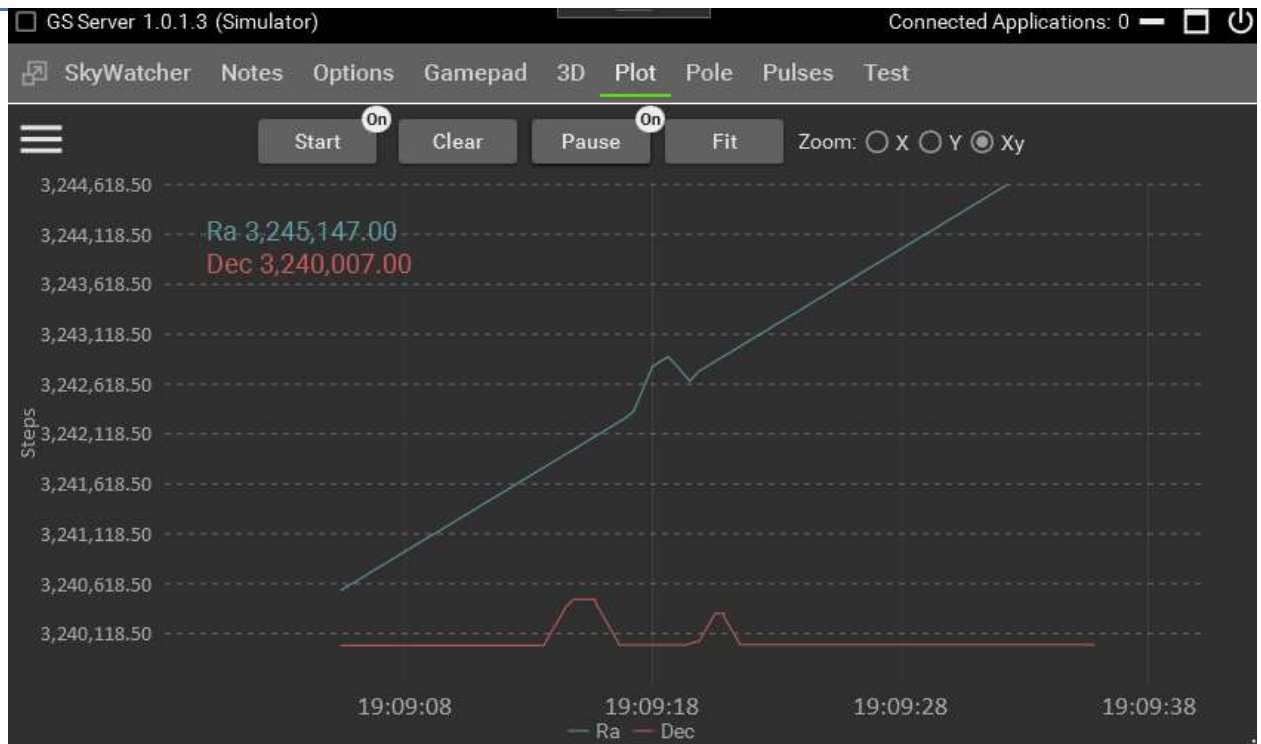 GS Server 1.0.1.3 (Simulator) Connected Applications: 0
SkyWatcher Notes Options Gamepad 3D Plot Pole Pulses Test
Start On Clear Pause On Fit Zoom: X Y Xy
3,244,618.50
Ra 3,245,147.00
3,244,118.50
Dec 3,240,007.00
3,243,618.50
3,243,118.50
3,242,618.50
Steps
3,242,118.50
3,241,618.50
3,241,118.50
3,240,618.50
3,240,118.50
19:09:08 19:09:18 19:09:28 19:09:38
Ra Dec